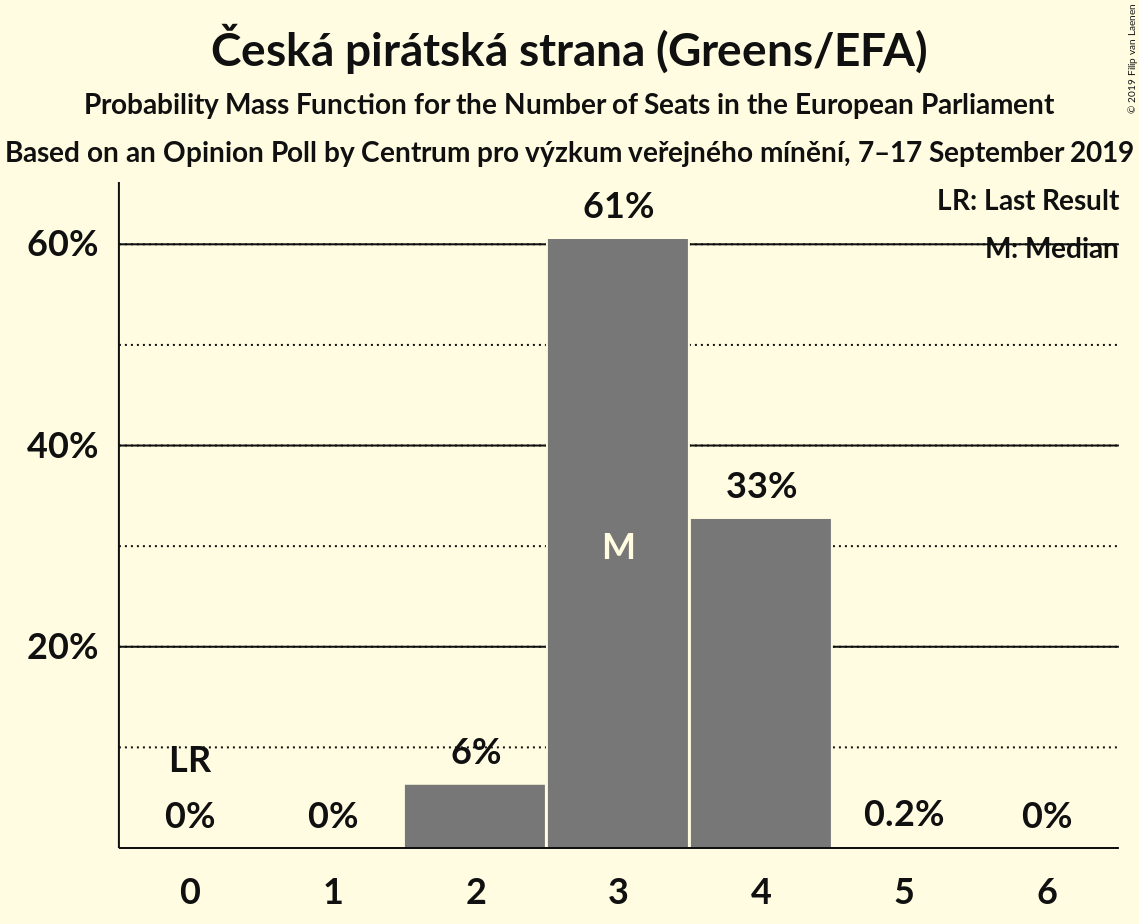 Česká pirátská strana (Greens/EFA)
Probability Mass Function for the Number of Seats in the European Parliament
Based on an Opinion Poll by Centrum pro výzkum veřejného mínění, 7–17 September 2019
© 2019 Filip van Laenen
LR: Last Result
M: Median
60%
40%
20%
61%
33%
M
LR
6%
0%
0%
0.2%
0%
0 1 2 3 4 5 6